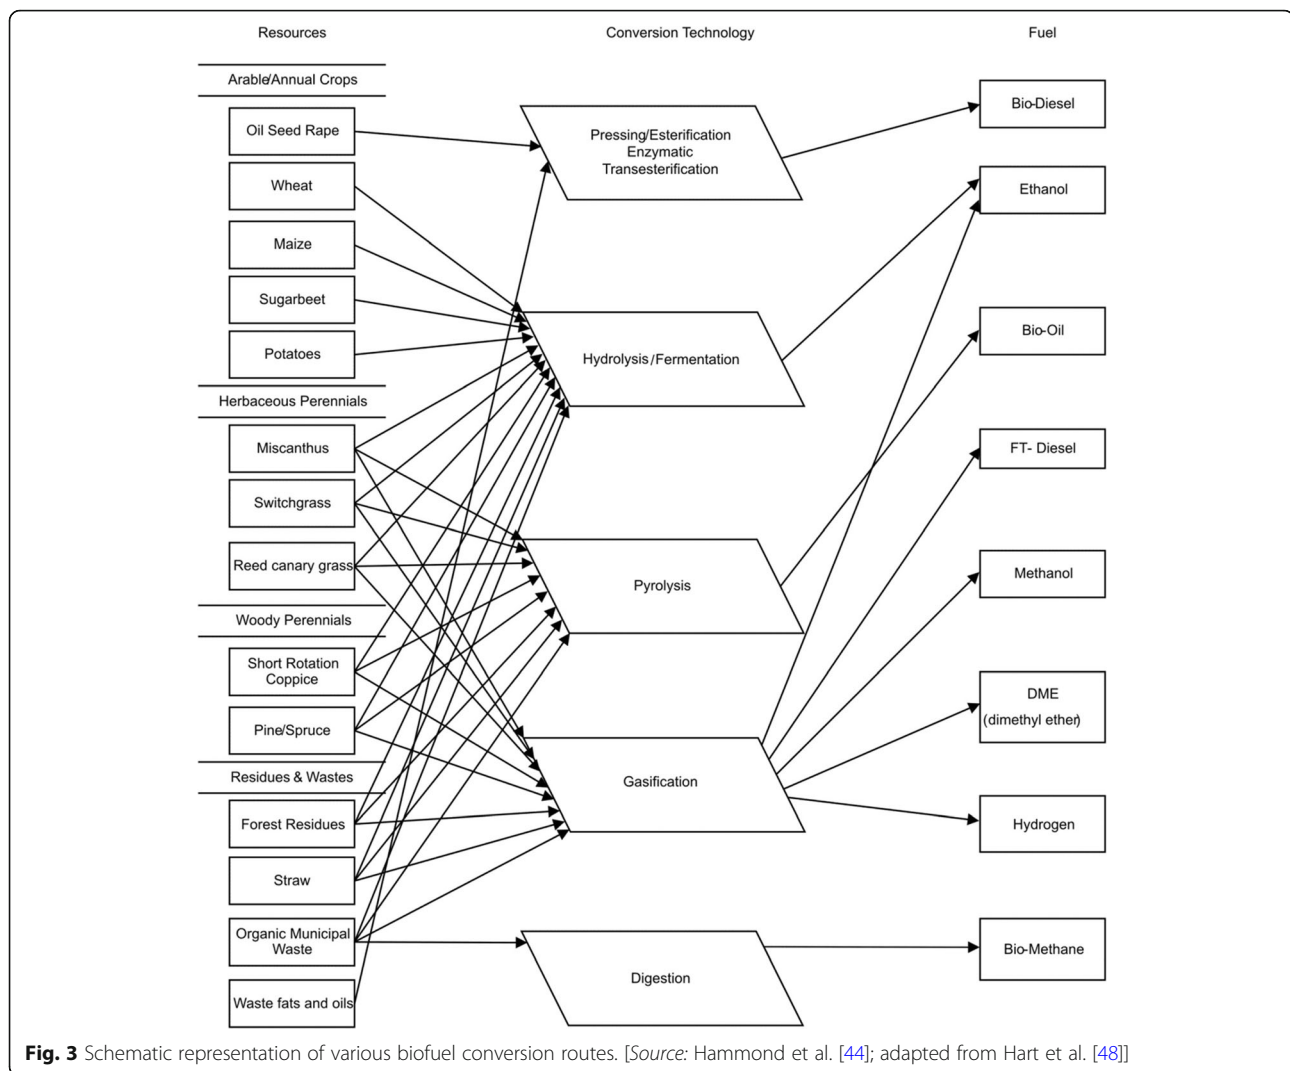 Resources
Conversion Technology
Fuel
Arable/Annual Crops
Oil Seed Rape
Wheat
Maize
Sugarbeet
Potatoes
Herbaceous Perennials
Miscanthus
Switchgrass
Reed canary grass
Woody Perennials
Short Rotation
Coppice
Pine/Spruce
Residues & Wastes
Forest Residues
Straw
Organic Municipal
Waste
Waste fats and oils
Pressing/Esterification
Enzymatic
Transesterification
Hydrolysis/Fermentation
Pyrolysis
Gasification
Digestion
Bio-Diesel
Ethanol
Bio-Oil
FT- Diesel
Methanol
DME
(dimethyl ether)
Hydrogen
Bio-Methane
Fig. 3 Schematic representation of various biofuel conversion routes. [Source: Hammond et al. [44]; adapted from Hart et al. [48]]